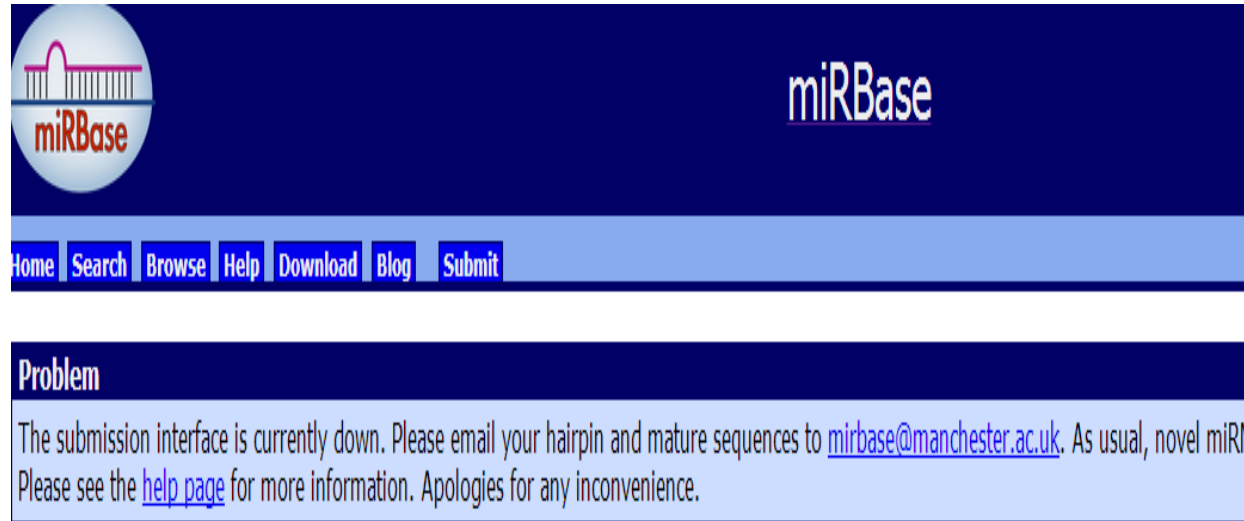 miRBase
miRBase
Home Search Browse Help Download Blog Submit
Problem
The submission interface is currently down. Please email your hairpin and mature sequences to mirbase@manchester.ac.uk. As usual, novel
Please see the help page for more information. Apologies for any inconvenience.